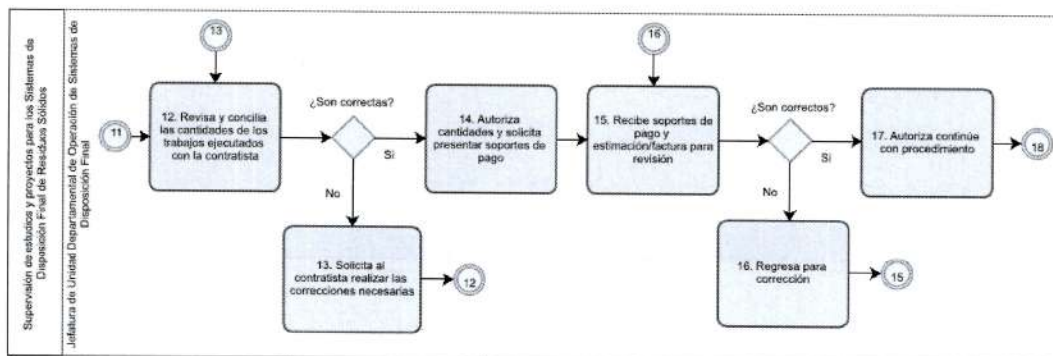 Supervisión de estudios y proyectos para los Sistemas de
Disposición Final de Residuos Sólidos
Jefatura de Unidad Departamental de Operación de Sistemas de
Disposición Final
13
11
12. Revisa y concilia
las cantidades de los
trabajos ejecutados
con la contratista
¿Son correctas?
Si
No
13. Solicita al
contratista realizar las
correcciones necesarias
12
14. Autoriza
cantidades y solicita
presentar soportes de
pago
16
15. Recibe soportes de
pago y
estimación/factura para
revisión
¿Son correctos?
Si
No
16. Regresa para
corrección
15
17. Autoriza continúe
con procedimiento
18